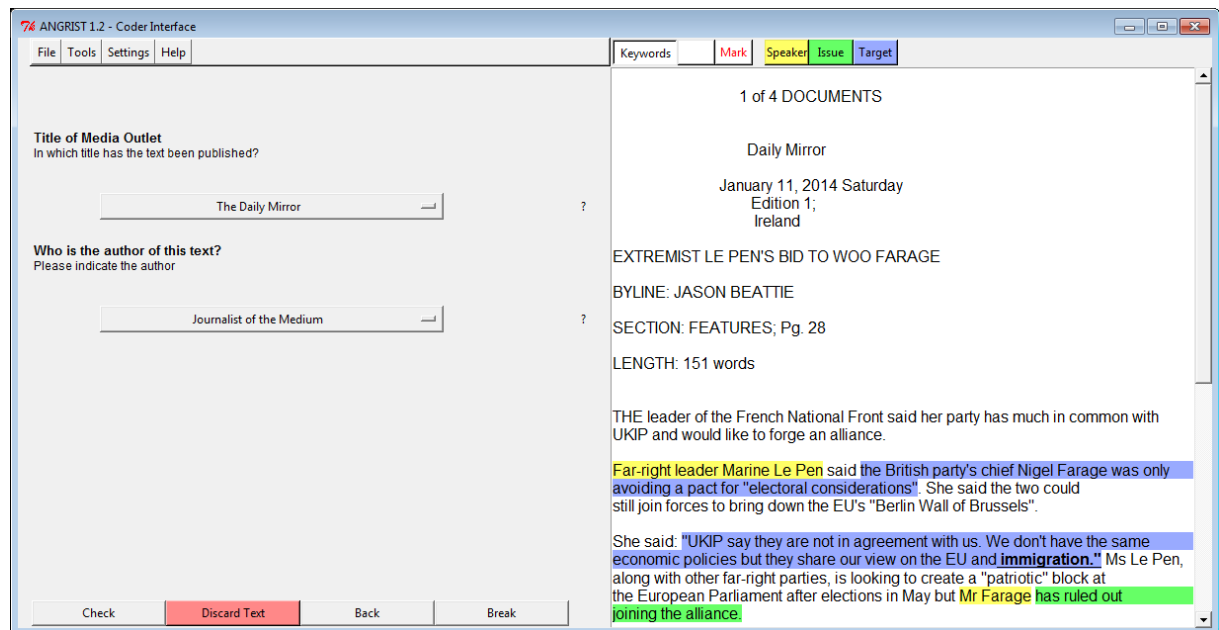 ANGRIST 1.2 - Coder Interface
File Tools Settings Help
Keywords Mark Speaker Issue Target
Title of Media Outlet
In which title has the text been published?
The Daily Mirror ?
Who is the author of this text?
Please indicate the author
Journalist of the Medium ?
Check Discard Text Back Break
1 of 4 DOCUMENTS
Daily Mirror
January 11, 2014 Saturday
Edition 1;
Ireland
EXTREMIST LE PEN'S BID TO WOO FARAGE
BYLINE: JASON BEATTIE
SECTION: FEATURES; Pg. 28
LENGTH: 151 words
THE leader of the French National Front said her party has much in common with
UKIP and would like to forge an alliance.
Far-right leader Marine Le Pen said the British party's chief Nigel Farage was only
avoiding a pact for "electoral considerations". She said the two could
still join forces to bring down the EU's "Berlin Wall of Brussels".
She said: "UKIP say they are not in agreement with us. We don't have the same
economic policies but they share our view on the EU and immigration." Ms Le Pen,
along with other far-right parties, is looking to create a "patriotic" block at
the European Parliament after elections in May but Mr Farage has ruled out
joining the alliance.